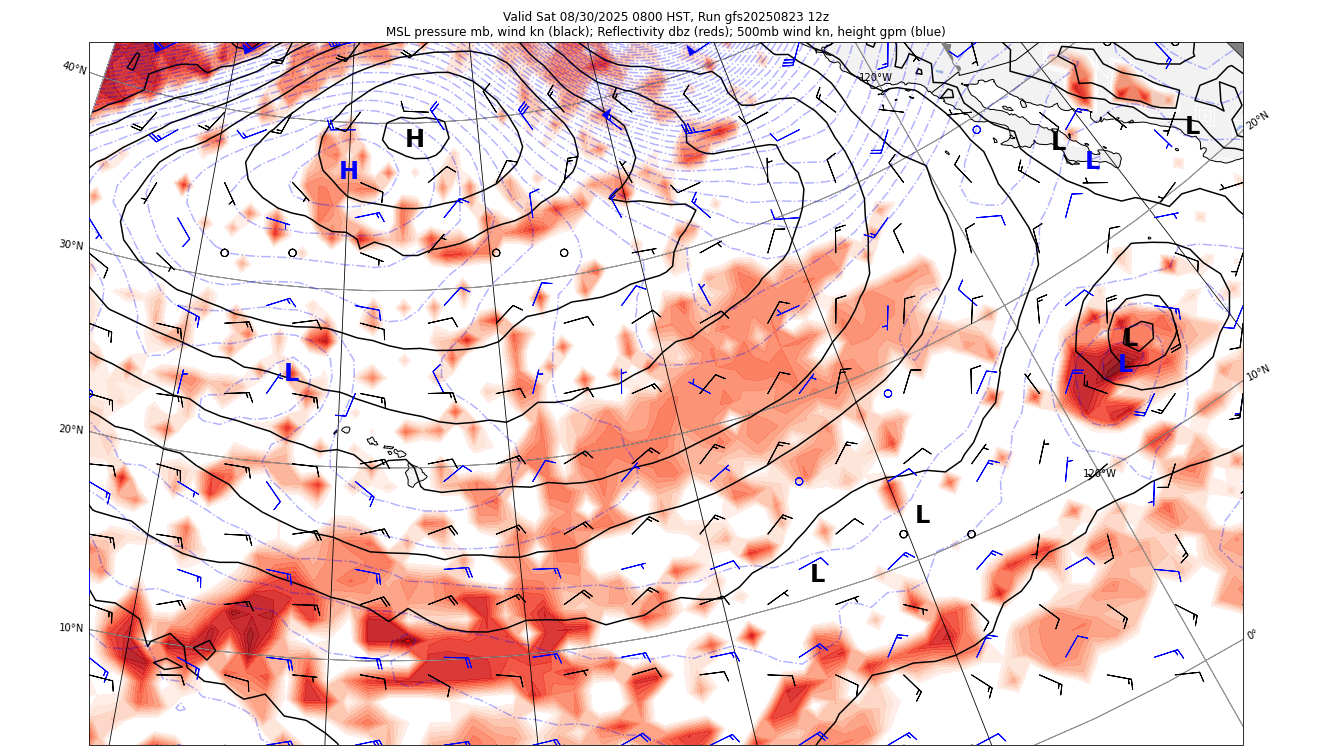 Valid Sat 08/30/2025 0800 HST, Run gfs20250823 12z
MSL pressure mb, wind kn (black); Reflectivity dbz (reds); 500mb wind kn, height gpm (blue)
40°N
120°W
20°N
H
L
L
L
H
30°N
L
L
10°N
L
20°N
120°W
L
L
10°N
0°